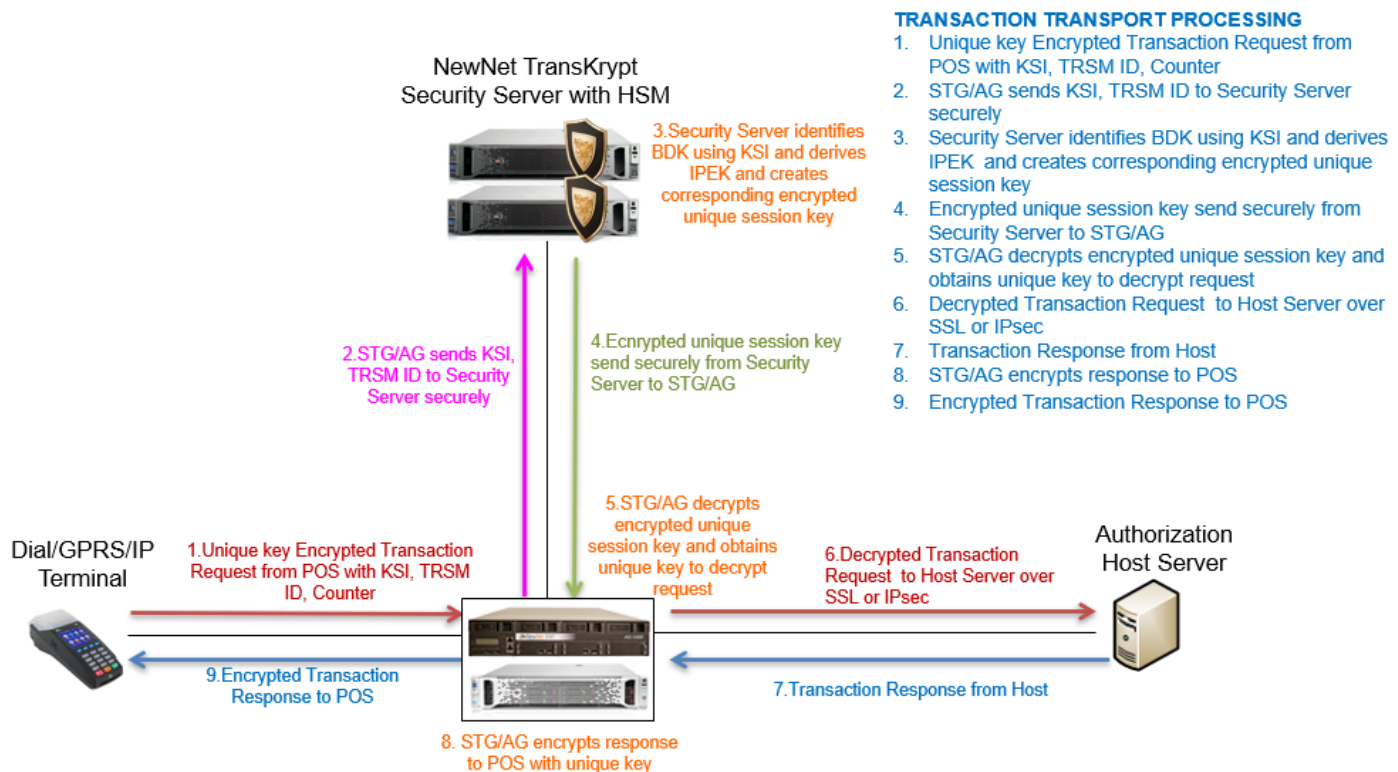 TRANSACTION TRANSPORT PROCESSING
1. Unique key Encrypted Transaction Request from
POS with KSI, TRSM ID, Counter
2. STG/AG sends KSI, TRSM ID to Security Server
securely
3. Security Server identifies BDK using KSI and derives
IPEK and creates corresponding encrypted unique
session key
4. Encrypted unique session key send securely from
Security Server to STG/AG
5. STG/AG decrypts encrypted unique session key and
obtains unique key to decrypt request
6. Decrypted Transaction Request to Host Server over
SSL or IPsec
7. Transaction Response from Host
8. STG/AG encrypts response to POS
9. Encrypted Transaction Response to POS
NewNet TransKrypt
Security Server with HSM
3.Security Server identifies
BDK using KSI and derives
IPEK and creates
corresponding encrypted
unique session key
2.STG/AG sends KSI,
TRSM ID to Security
Server securely
4.Ecnrypted unique session key
send securely from Security
Server to STG/AG
5.STG/AG decrypts
encrypted unique
session key and obtains
unique key to decrypt
request
Dial/GPRS/IP
Terminal
1.Unique key Encrypted Transaction
Request from POS with KSI, TRSM
ID, Counter
6.Decrypted Transaction
Request to Host Server over
SSL or IPsec
Authorization
Host Server
9.Encrypted Transaction
Response to POS
7.Transaction Response from Host
8. STG/AG encrypts response
to POS with unique key